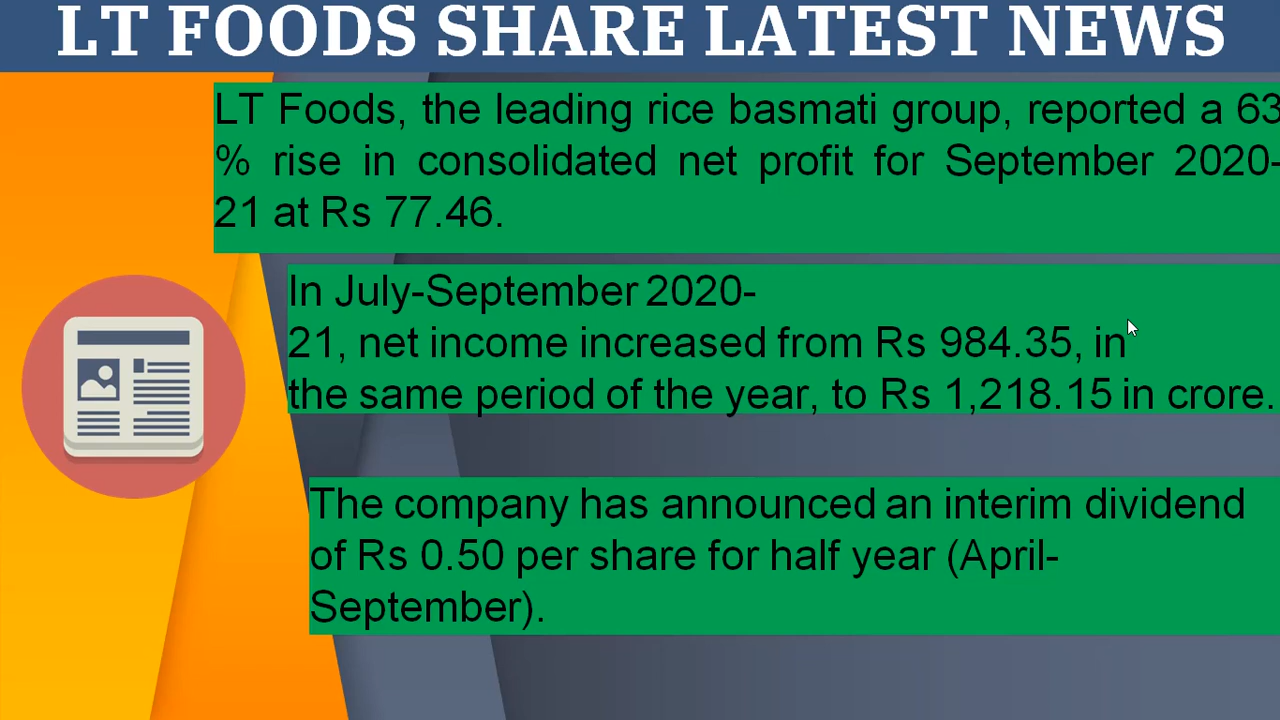 LT FOODS SHARE LATEST NEWS
LT Foods, the leading rice basmati group, reported a 63
% rise in consolidated net profit for September 2020-
21 at Rs 77.46.
In July-September 2020-
21, net income increased from Rs 984.35, in
the same period of the year, to Rs 1,218.15 in crore.
The company has announced an interim dividend
of Rs 0.50 per share for half year (April-
September).